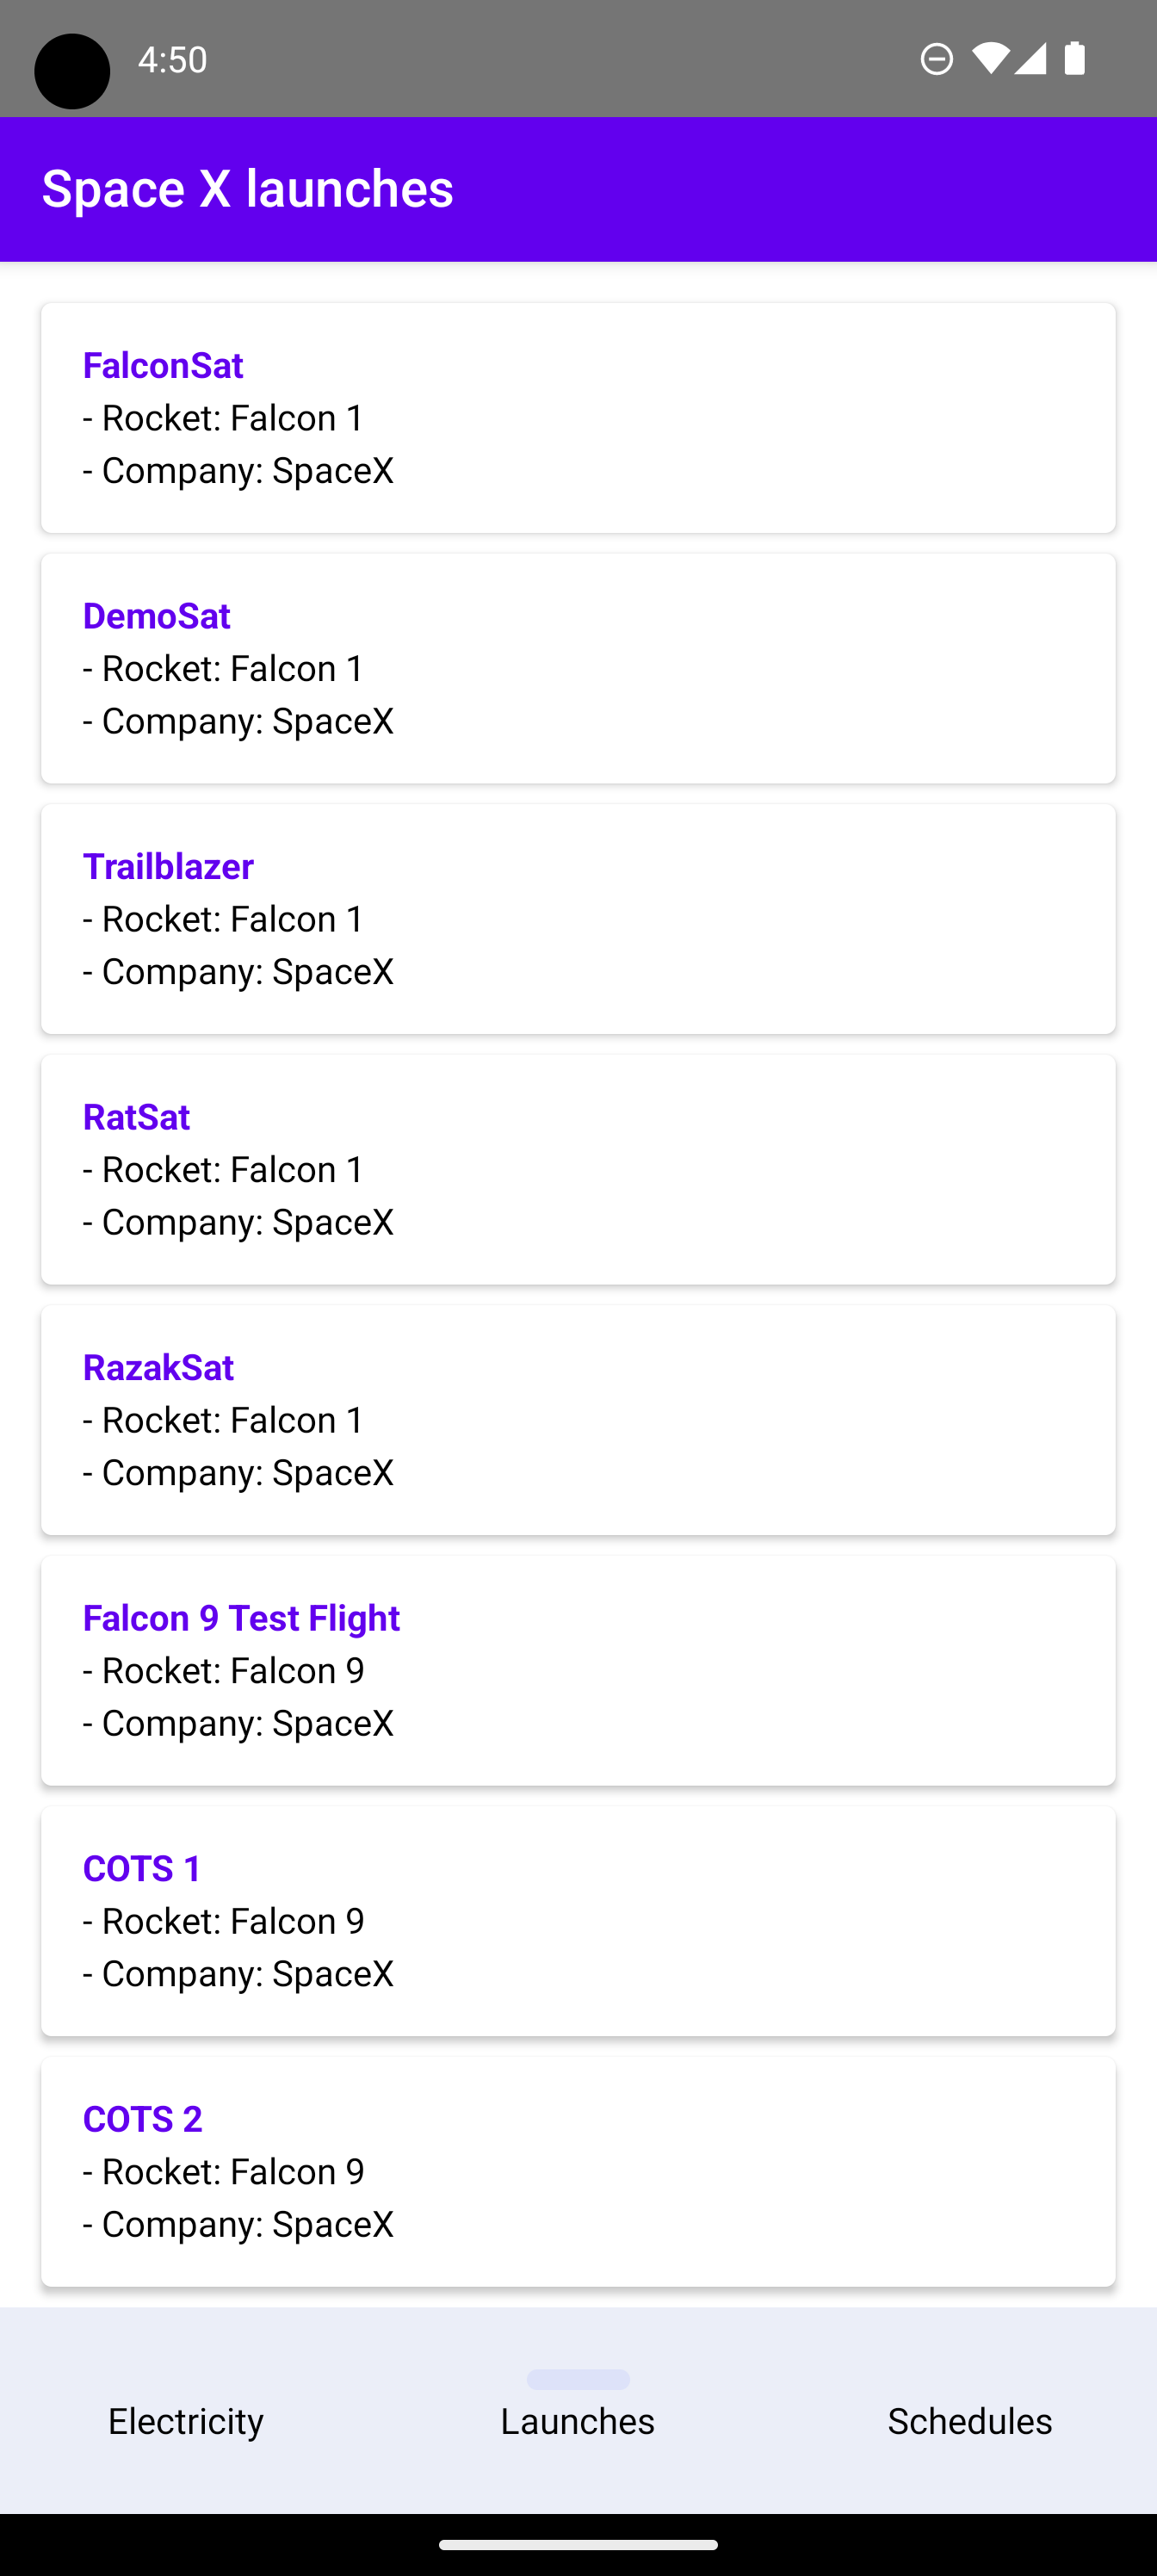 4:50
Space X launches
FalconSat
- Rocket: Falcon 1
- Company: SpaceX
DemoSat
- Rocket: Falcon 1
- Company: SpaceX
Trailblazer
- Rocket: Falcon 1
- Company: SpaceX
RatSat
- Rocket: Falcon 1
- Company: SpaceX
RazakSat
- Rocket: Falcon 1
- Company: SpaceX
Falcon 9 Test Flight
- Rocket: Falcon 9
- Company: SpaceX
COTS 1
- Rocket: Falcon 9
- Company: SpaceX
COTS 2
- Rocket: Falcon 9
- Company: SpaceX
Electricity Launches Schedules